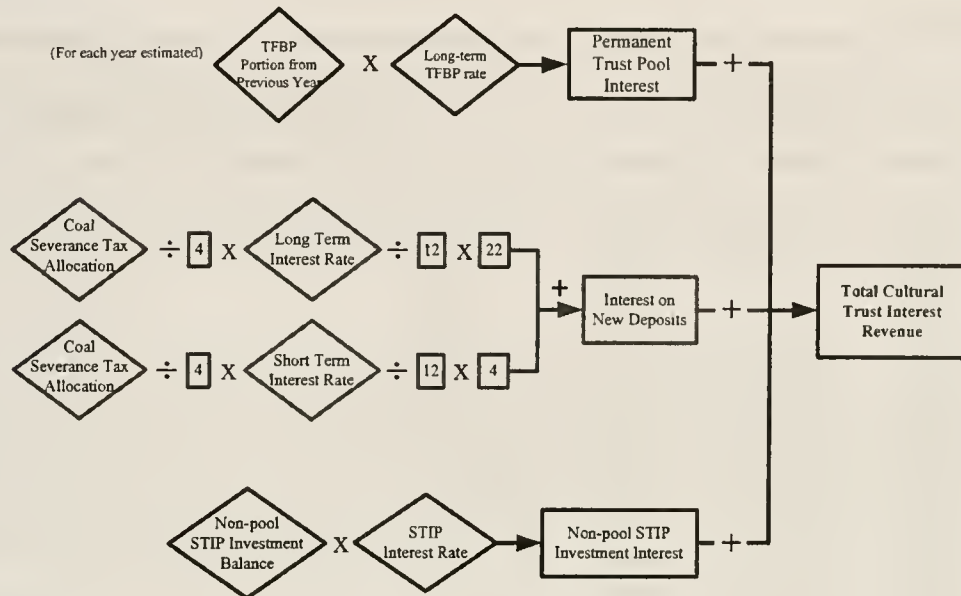 (For each year estimated)
TFBP
Portion from
Previous Year
X
Long-term
TFBP rate
Permanent
Trust Pool
Interest
+
Coal
Severance Tax
Allocation
÷ 4 X
Long Term
Interest Rate
÷ 12 X 22
+
Interest on
New Deposits
+
Total Cultural
Trust Interest
Revenue
Coal
Severance Tax
Allocation
÷ 4 X
Short Term
Interest Rate
÷ 12 X 4
Non-pool
STIP Investment
Balance
X
STIP
Interest Rate
Non-pool STIP
Investment Interest
+